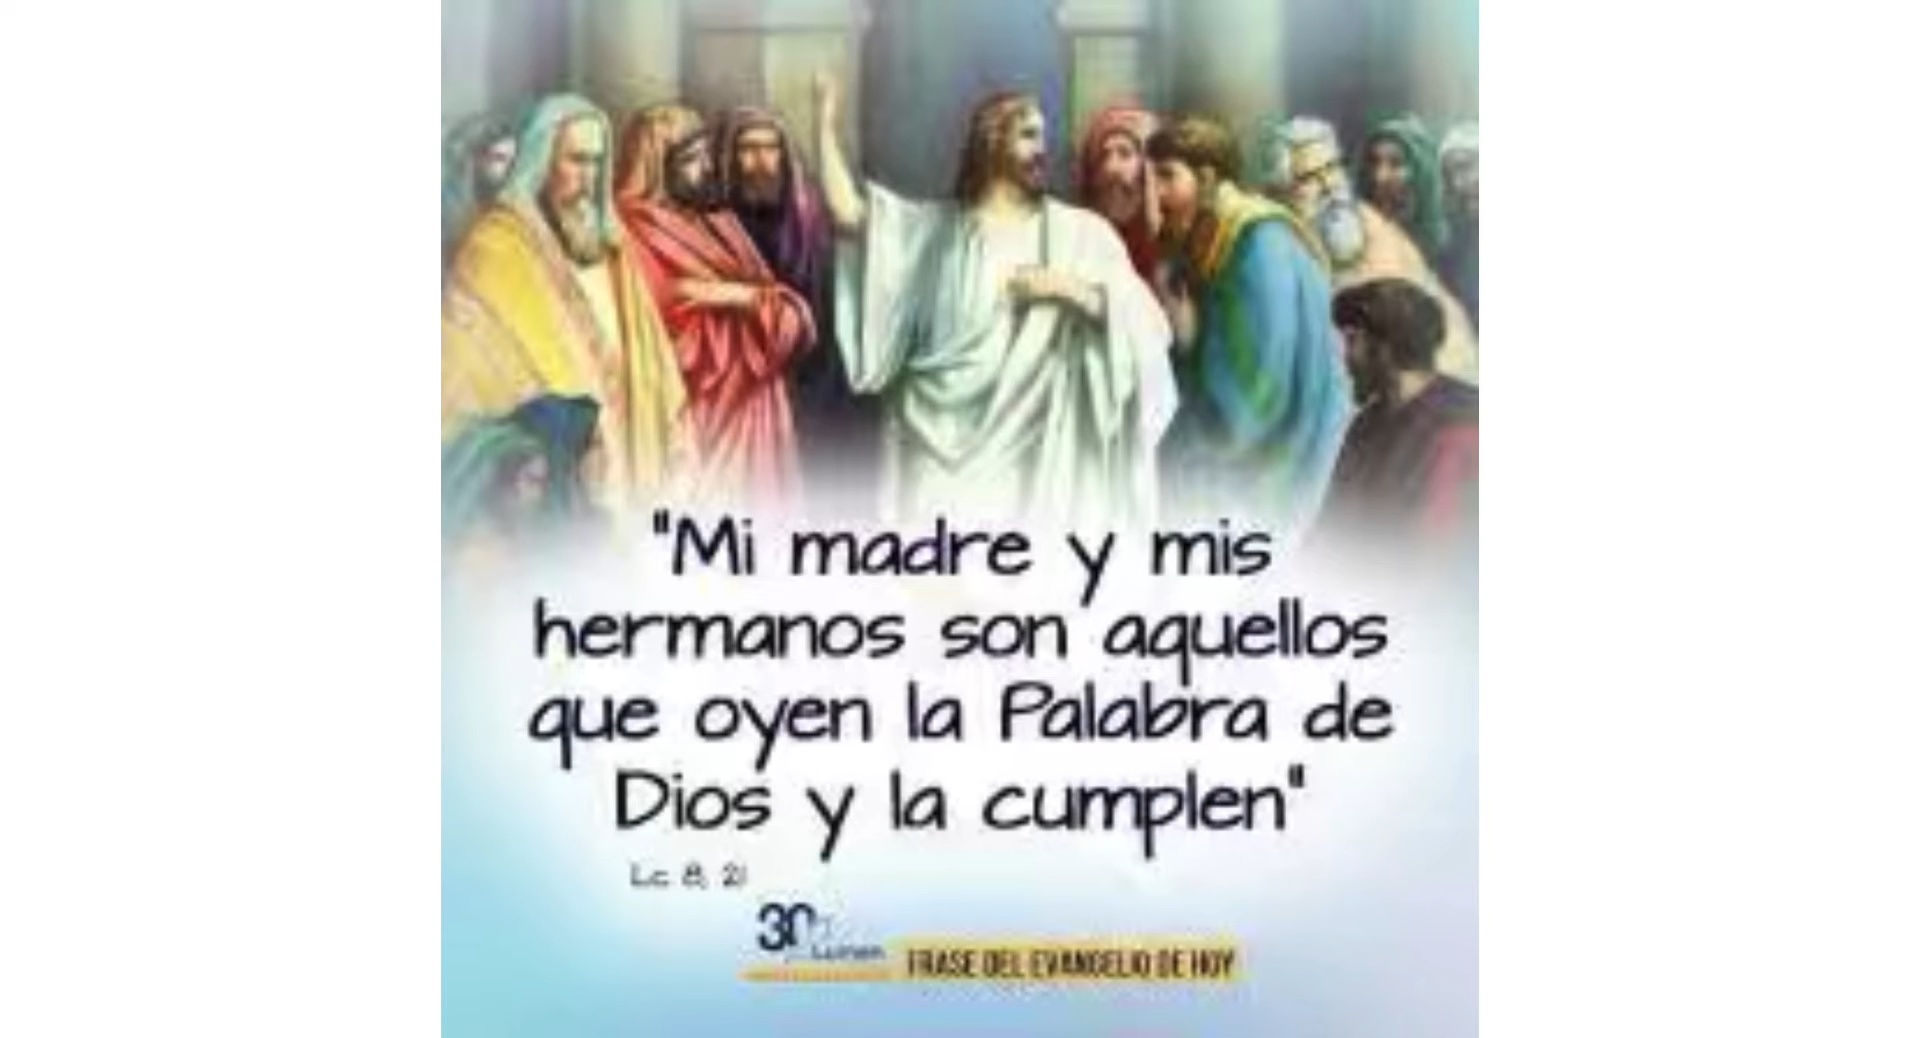 "Mi madre y mis
hermanos son aquellos
que oyen la Palabra de
Dios y la cumplen"
Lc 8, 21
30 Lumen
FRASE DEL EVANGELIO DE HOY